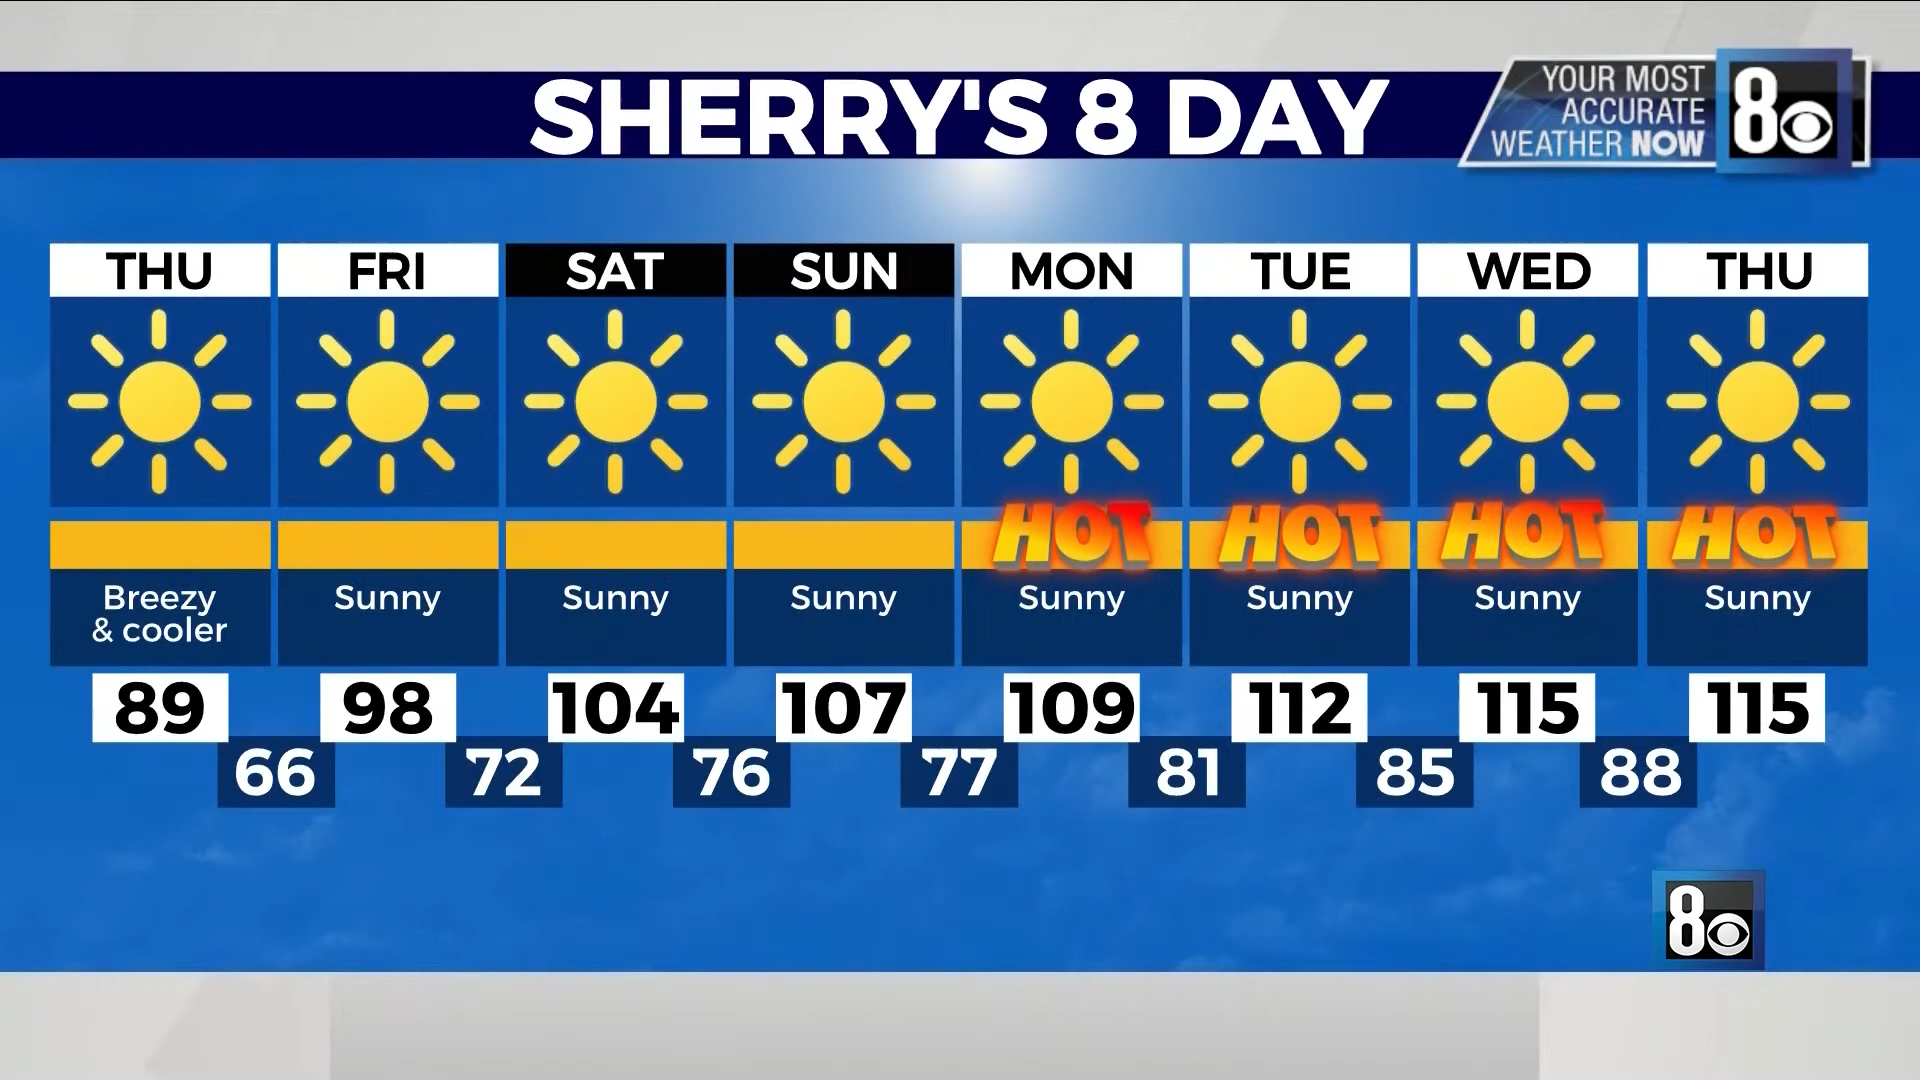 SHERRY'S 8 DAY
YOUR MOST
ACCURATE
WEATHER NOW
8
THU FRI SAT SUN MON TUE WED THU
HOT HOT HOT HOT
Breezy
& cooler
Sunny Sunny Sunny Sunny Sunny Sunny Sunny
89 98 104 107 109 112 115 115
66 72 76 77 81 85 88
8